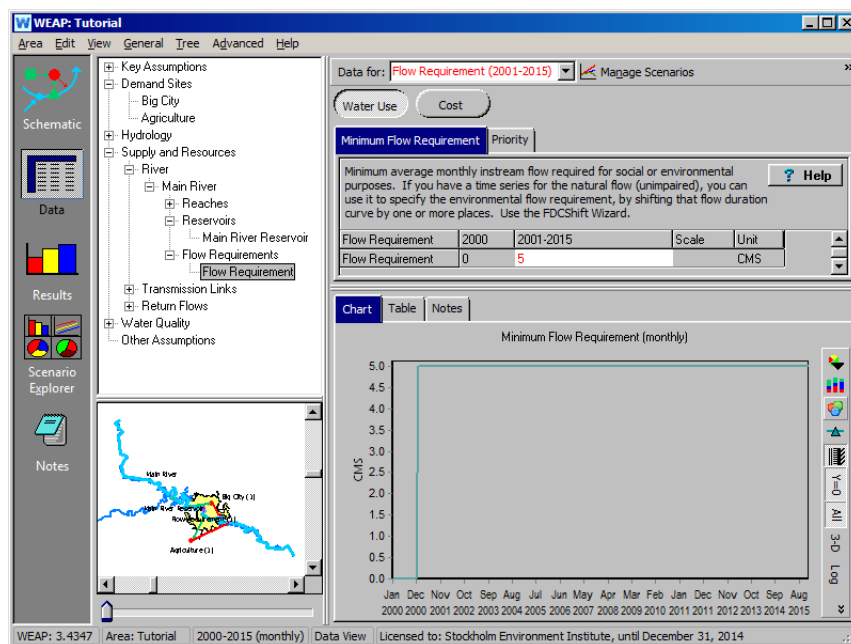 WEAP: Tutorial
Area Edit View General Tree Advanced Help
Schematic
Data
Results
Scenario
Explorer
Notes
Key Assumptions
Demand Sites
Big City
Agriculture
Hydrology
Supply and Resources
River
Main River
Reaches
Reservoirs
Main River Reservoir
Flow Requirements
Flow Requirement
Transmission Links
Return Flows
Water Quality
Other Assumptions
Main River
Big City (1)
Main River Reservoir
Agriculture (1)
Data for: Flow Requirement (2001-2015) Manage Scenarios
Water Use Cost
Minimum Flow Requirement Priority
Minimum average monthly instream flow required for social or environmental
purposes. If you have a time series for the natural flow (unimpaired), you can
use it to specify the environmental flow requirement, by shifting that flow duration
curve by one or more places. Use the FDCShift Wizard.
? Help
Flow Requirement 2000 2001-2015 Scale Unit
Flow Requirement 0 5 CMS
Chart Table Notes
Minimum Flow Requirement (monthly)
CMS
5.0
4.5
4.0
3.5
3.0
2.5
2.0
1.5
1.0
0.5
0.0
Jan Dec Nov Oct Sep Aug Jul Jun May Apr Mar Feb Jan Dec Nov Oct Sep Aug
2000 2000 2001 2002 2003 2004 2005 2006 2007 2008 2009 2010 2011 2011 2012 2013 2014 2015
Y=0
All
3-D
Log
WEAP: 3.4347 Area: Tutorial 2000-2015 (monthly) Data View Licensed to: Stockholm Environment Institute, until December 31, 2014